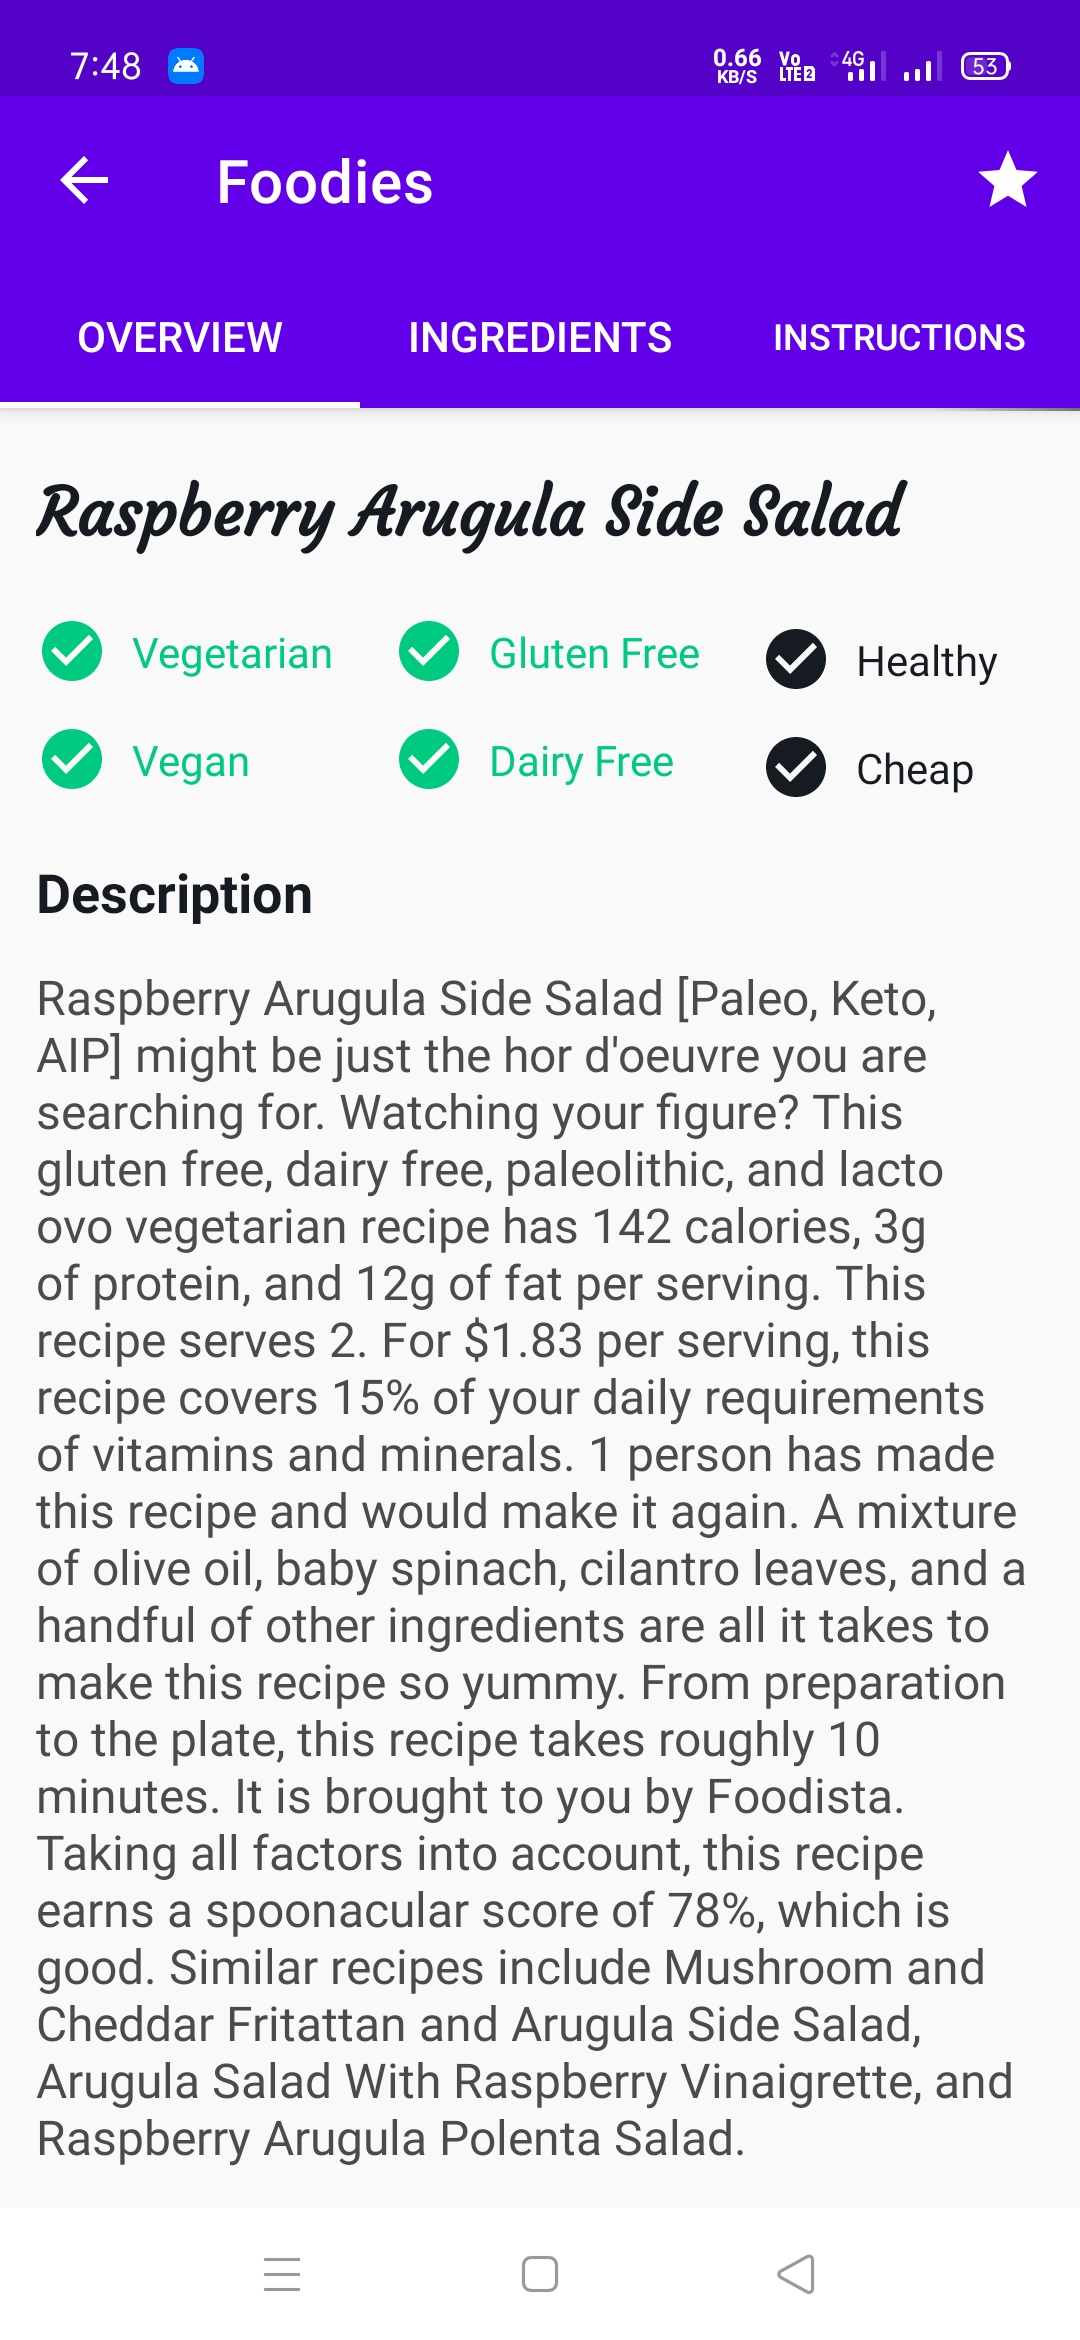 7:48 0.66 KB/S Vo LTE 2 4G 53
Foodies
OVERVIEW INGREDIENTS INSTRUCTIONS
Raspberry Arugula Side Salad
Vegetarian Gluten Free Healthy
Vegan Dairy Free Cheap
Description
Raspberry Arugula Side Salad [Paleo, Keto,
AIP] might be just the hor d'oeuvre you are
searching for. Watching your figure? This
gluten free, dairy free, paleolithic, and lacto
ovo vegetarian recipe has 142 calories, 3g
of protein, and 12g of fat per serving. This
recipe serves 2. For $1.83 per serving, this
recipe covers 15% of your daily requirements
of vitamins and minerals. 1 person has made
this recipe and would make it again. A mixture
of olive oil, baby spinach, cilantro leaves, and a
handful of other ingredients are all it takes to
make this recipe so yummy. From preparation
to the plate, this recipe takes roughly 10
minutes. It is brought to you by Foodista.
Taking all factors into account, this recipe
earns a spoonacular score of 78%, which is
good. Similar recipes include Mushroom and
Cheddar Fritattan and Arugula Side Salad,
Arugula Salad With Raspberry Vinaigrette, and
Raspberry Arugula Polenta Salad.